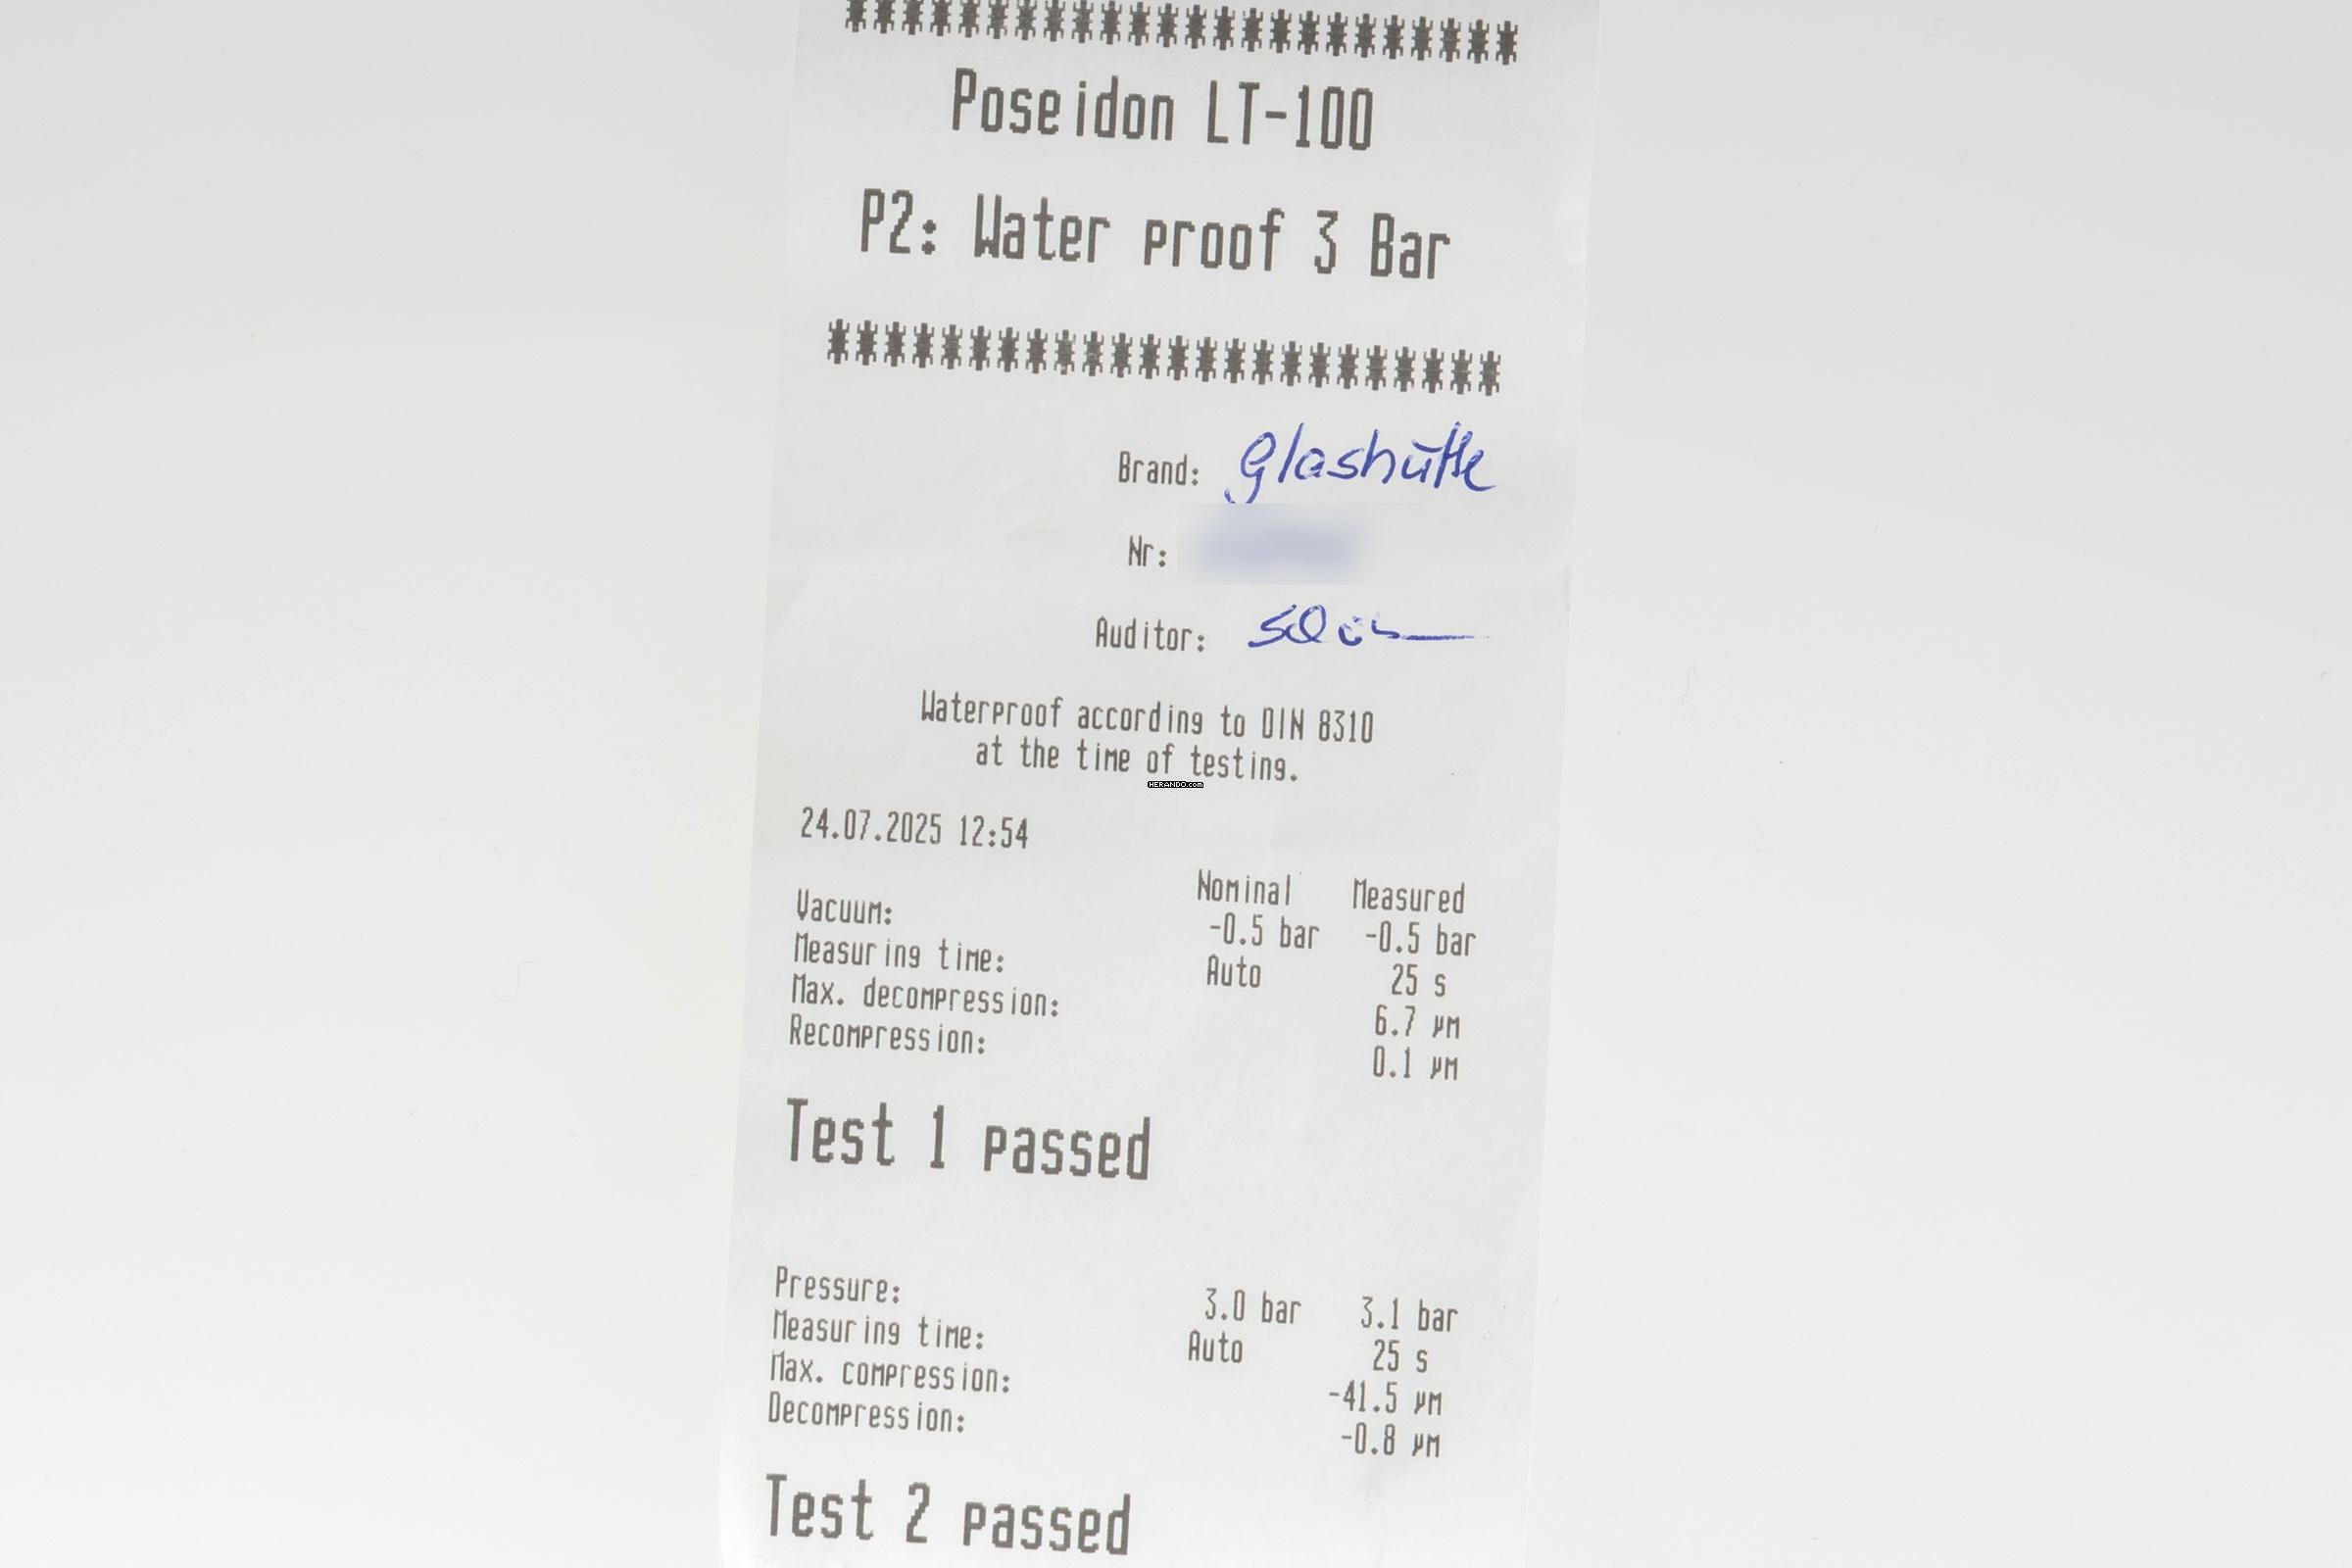 ************************
Poseidon LT-100
P2: Water proof 3 Bar
************************
Brand: Glashütte
Nr:
Auditor:
Waterproof according to DIN 8310
at the time of testing.
HERANDO.com
24.07.2025 12:54
Nominal Measured
Vacuum: -0.5 bar -0.5 bar
Measuring time: Auto 25 s
Max. decompression: 6.7 µm
Recompression: 0.1 µm
Test 1 passed
Pressure: 3.0 bar 3.1 bar
Measuring time: Auto 25 s
Max. compression: -41.5 µm
Decompression: -0.8 µm
Test 2 passed